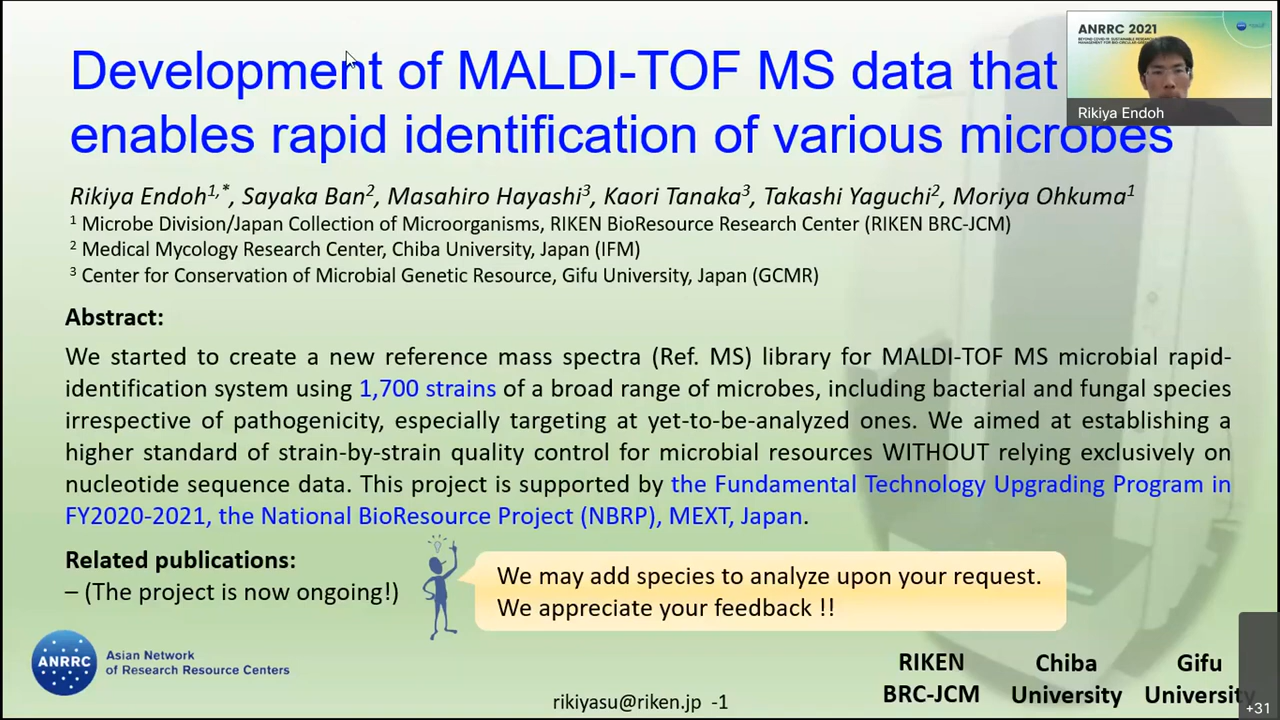 Development of MALDI-TOF MS data that
enables rapid identification of various microbes
ANRRC 2021
Rikiya Endoh
Rikiya Endoh1,*, Sayaka Ban2, Masahiro Hayashi3, Kaori Tanaka3, Takashi Yaguchi2, Moriya Ohkuma1
1 Microbe Division/Japan Collection of Microorganisms, RIKEN BioResource Research Center (RIKEN BRC-JCM)
2 Medical Mycology Research Center, Chiba University, Japan (IFM)
3 Center for Conservation of Microbial Genetic Resource, Gifu University, Japan (GCMR)
Abstract:
We started to create a new reference mass spectra (Ref. MS) library for MALDI-TOF MS microbial rapid-
identification system using 1,700 strains of a broad range of microbes, including bacterial and fungal species
irrespective of pathogenicity, especially targeting at yet-to-be-analyzed ones. We aimed at establishing a
higher standard of strain-by-strain quality control for microbial resources WITHOUT relying exclusively on
nucleotide sequence data. This project is supported by the Fundamental Technology Upgrading Program in
FY2020-2021, the National BioResource Project (NBRP), MEXT, Japan.
Related publications:
– (The project is now ongoing!)
We may add species to analyze upon your request.
We appreciate your feedback !!
ANRRC
Asian Network
of Research Resource Centers
rikiyasu@riken.jp -1
RIKEN
BRC-JCM
Chiba
University
Gifu
University
+31